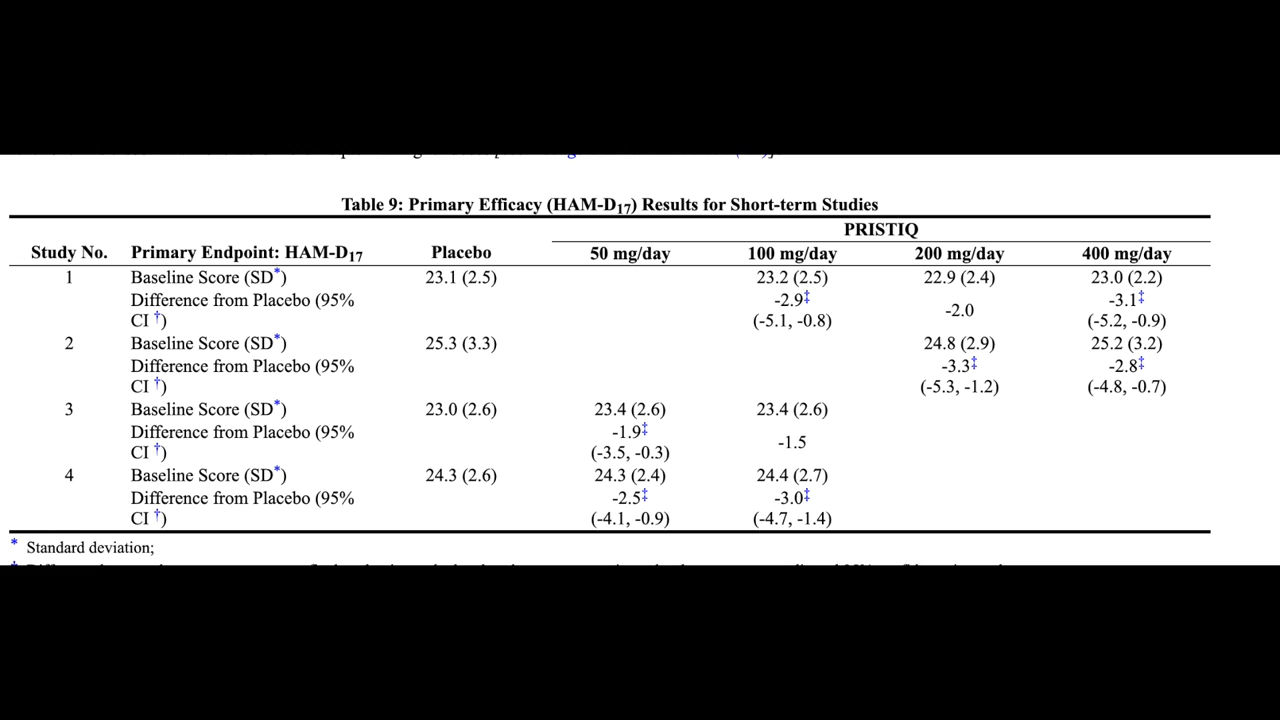 Table 9: Primary Efficacy (HAM-D17) Results for Short-term Studies
PRISTIQ
Study No. Primary Endpoint: HAM-D17 Placebo 50 mg/day 100 mg/day 200 mg/day 400 mg/day
1 Baseline Score (SD*) 23.1 (2.5) 23.2 (2.5) 22.9 (2.4) 23.0 (2.2)
Difference from Placebo (95% -2.9‡ -2.0 -3.1‡
CI †) (-5.1, -0.8) (-5.2, -0.9)
2 Baseline Score (SD*) 25.3 (3.3) 24.8 (2.9) 25.2 (3.2)
Difference from Placebo (95% -3.3‡ -2.8‡
CI †) (-5.3, -1.2) (-4.8, -0.7)
3 Baseline Score (SD*) 23.0 (2.6) 23.4 (2.6) 23.4 (2.6)
Difference from Placebo (95% -1.9‡ -1.5
CI †) (-3.5, -0.3)
4 Baseline Score (SD*) 24.3 (2.6) 24.3 (2.4) 24.4 (2.7)
Difference from Placebo (95% -2.5‡ -3.0‡
CI †) (-4.1, -0.9) (-4.7, -1.4)
* Standard deviation;